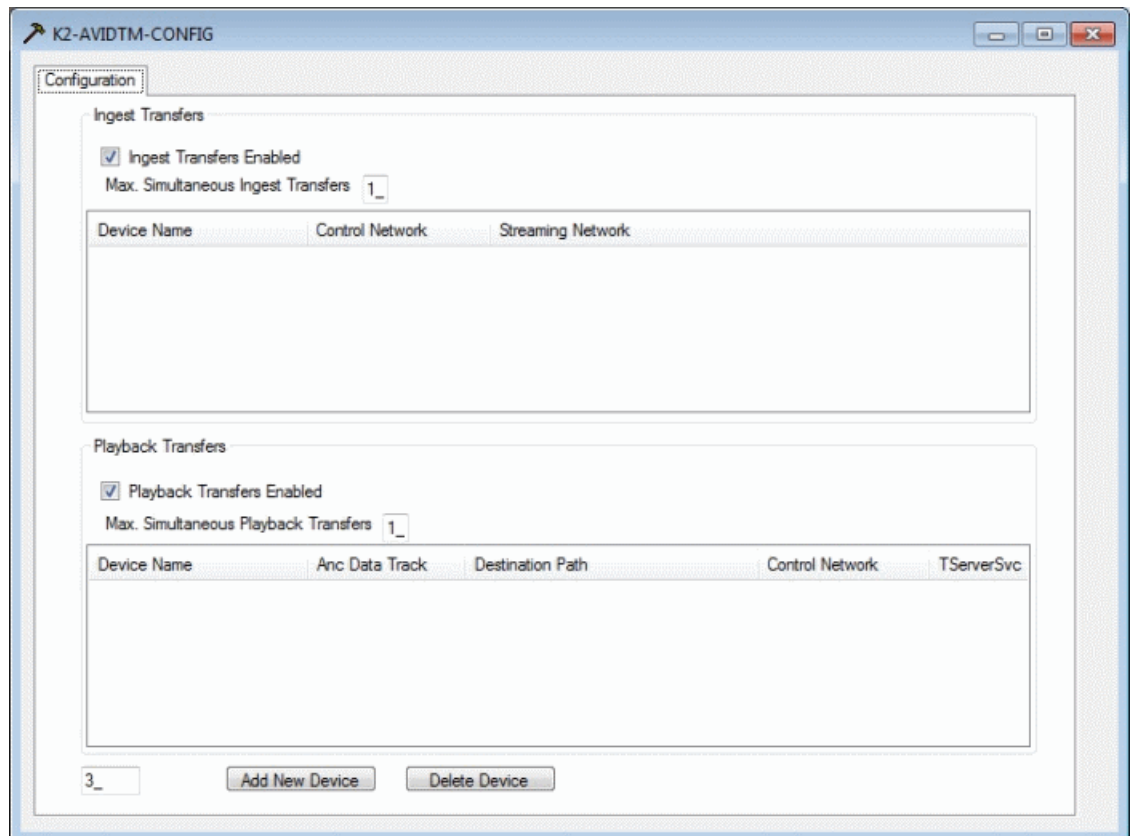 K2-AVIDTM-CONFIG
Configuration
Ingest Transfers
Ingest Transfers Enabled
Max. Simultaneous Ingest Transfers 1_
Device Name Control Network Streaming Network
Playback Transfers
Playback Transfers Enabled
Max. Simultaneous Playback Transfers 1_
Device Name Anc Data Track Destination Path Control Network TServerSvc
3_ Add New Device Delete Device